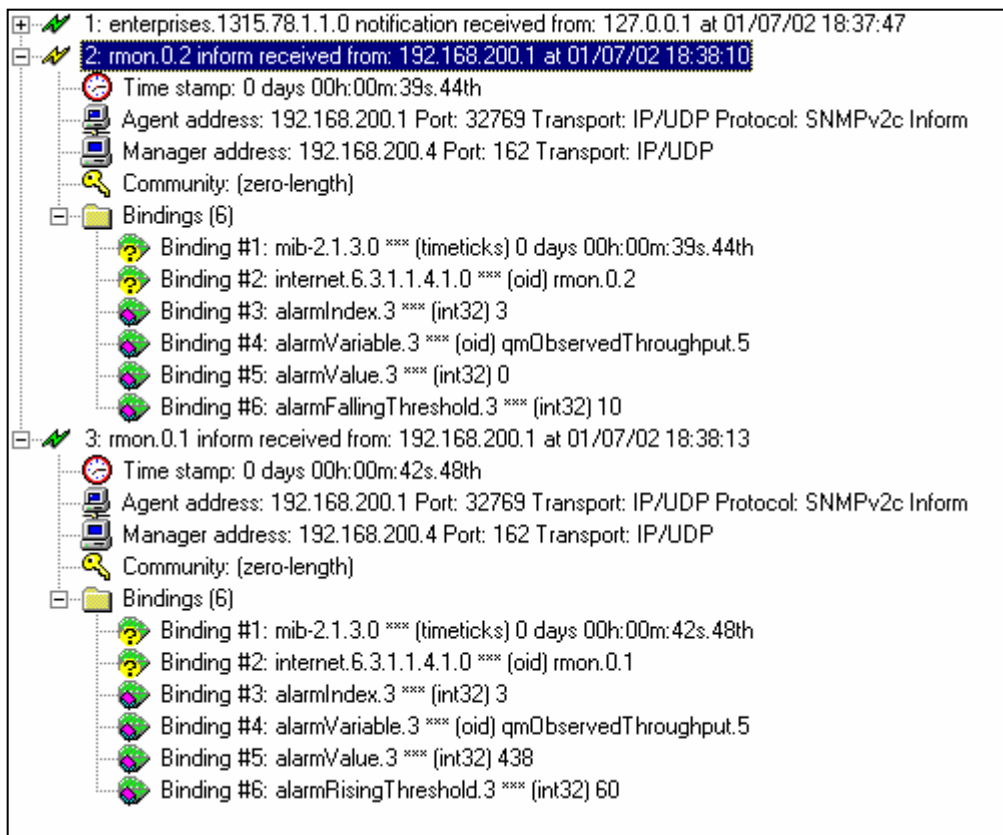 1: enterprises.1315.78.1.1.0 notification received from: 127.0.0.1 at 01/07/02 18:37:47
2: rmon.0.2 inform received from: 192.168.200.1 at 01/07/02 18:38:10
Time stamp: 0 days 00h:00m:39s.44th
Agent address: 192.168.200.1 Port: 32769 Transport: IP/UDP Protocol: SNMPv2c Inform
Manager address: 192.168.200.4 Port: 162 Transport: IP/UDP
Community: (zero-length)
Bindings (6)
Binding #1: mib-2.1.3.0 *** (timeticks) 0 days 00h:00m:39s.44th
Binding #2: internet.6.3.1.1.4.1.0 *** (oid) rmon.0.2
Binding #3: alarmIndex.3 *** (int32) 3
Binding #4: alarmVariable.3 *** (oid) qmObservedThroughput.5
Binding #5: alarmValue.3 *** (int32) 0
Binding #6: alarmFallingThreshold.3 *** (int32) 10
3: rmon.0.1 inform received from: 192.168.200.1 at 01/07/02 18:38:13
Time stamp: 0 days 00h:00m:42s.48th
Agent address: 192.168.200.1 Port: 32769 Transport: IP/UDP Protocol: SNMPv2c Inform
Manager address: 192.168.200.4 Port: 162 Transport: IP/UDP
Community: (zero-length)
Bindings (6)
Binding #1: mib-2.1.3.0 *** (timeticks) 0 days 00h:00m:42s.48th
Binding #2: internet.6.3.1.1.4.1.0 *** (oid) rmon.0.1
Binding #3: alarmIndex.3 *** (int32) 3
Binding #4: alarmVariable.3 *** (oid) qmObservedThroughput.5
Binding #5: alarmValue.3 *** (int32) 438
Binding #6: alarmRisingThreshold.3 *** (int32) 60